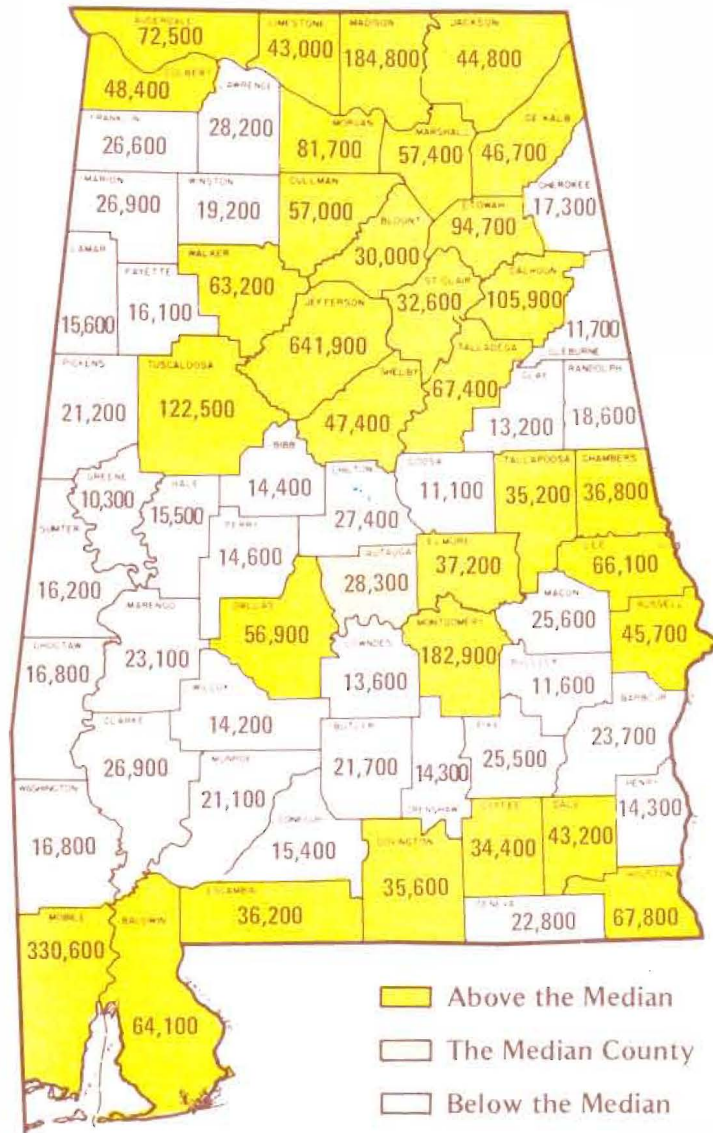 LAUDERDALE
72,500
LIMESTONE
43,000
MADISON
184,800
JACKSON
44,800
COLBERT
48,400
LAWRENCE
28,200
FRANKLIN
26,600
MORGAN
81,700
MARSHALL
57,400
DE KALB
46,700
MARION
26,900
WINSTON
19,200
CULLMAN
57,000
BLOUNT
30,000
ETOWAH
94,700
CHEROKEE
17,300
LAMAR
15,600
FAYETTE
16,100
WALKER
63,200
JEFFERSON
641,900
ST CLAIR
32,600
CALHOUN
105,900
11,700
CLEBURNE
PICKENS
21,200
TUSCALOOSA
122,500
SHELBY
47,400
TALLADEGA
67,400
CLAY
13,200
RANDOLPH
18,600
GREENE
10,300
HALE
15,500
BIBB
14,400
CHILTON
27,400
COOSA
11,100
TALLAPOOSA
35,200
CHAMBERS
36,800
SUMTER
16,200
PERRY
14,600
AUTAUGA
28,300
ELMORE
37,200
LEE
66,100
MARENGO
23,100
DALLAS
56,900
MONTGOMERY
182,900
MACON
25,600
RUSSELL
45,700
CHOCTAW
16,800
LOWNDES
13,600
BULLOCK
11,600
WILCOX
14,200
BARBOUR
23,700
CLARKE
26,900
MONROE
21,100
BUTLER
21,700
14,300
CRENSHAW
PIKE
25,500
HENRY
14,300
WASHINGTON
16,800
CONECUH
15,400
COVINGTON
35,600
COFFEE
34,400
DALE
43,200
HOUSTON
67,800
ESCAMBIA
36,200
GENEVA
22,800
MOBILE
330,600
BALDWIN
64,100
Above the Median
The Median County
Below the Median